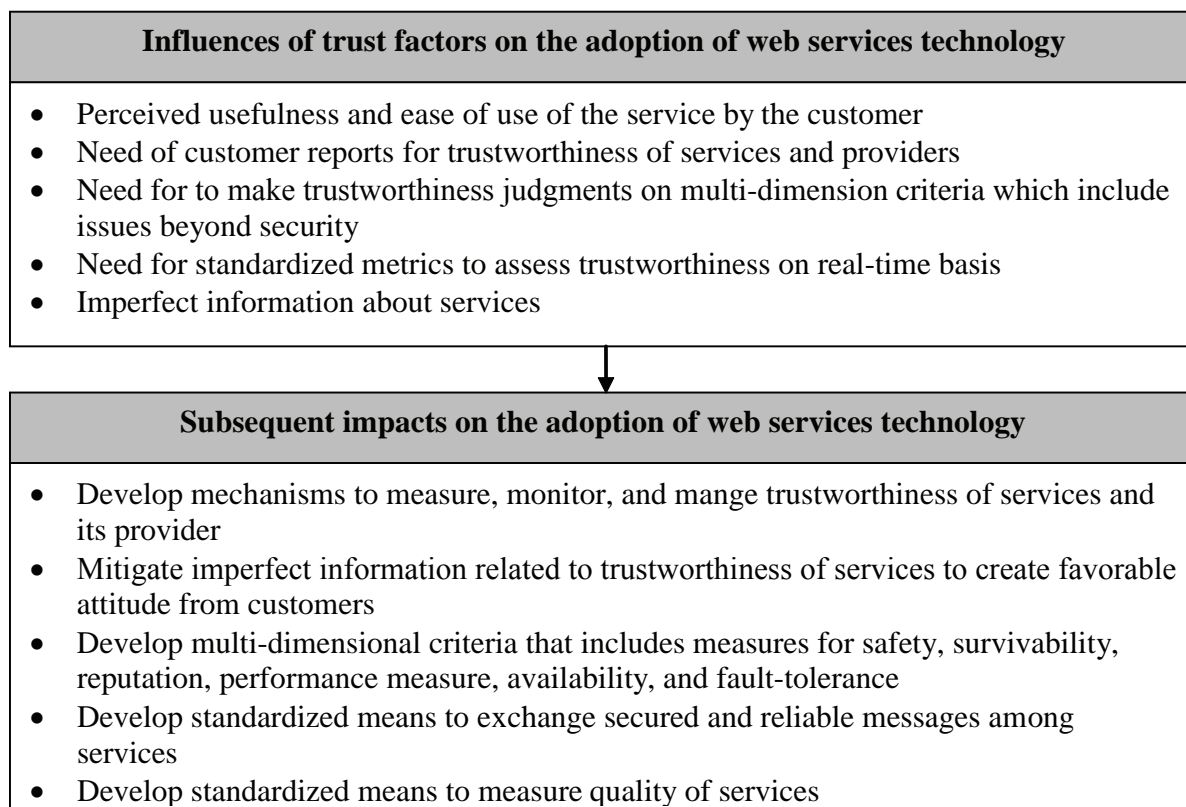 Influences of trust factors on the adoption of web services technology
• Perceived usefulness and ease of use of the service by the customer
• Need of customer reports for trustworthiness of services and providers
• Need for to make trustworthiness judgments on multi-dimension criteria which include
issues beyond security
• Need for standardized metrics to assess trustworthiness on real-time basis
• Imperfect information about services
Subsequent impacts on the adoption of web services technology
• Develop mechanisms to measure, monitor, and mange trustworthiness of services and
its provider
• Mitigate imperfect information related to trustworthiness of services to create favorable
attitude from customers
• Develop multi-dimensional criteria that includes measures for safety, survivability,
reputation, performance measure, availability, and fault-tolerance
• Develop standardized means to exchange secured and reliable messages among
services
• Develop standardized means to measure quality of services